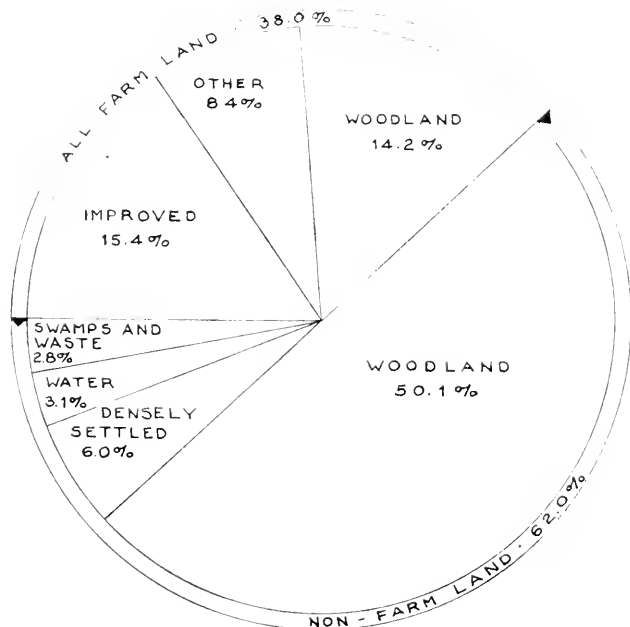 ALL FARM LAND · 38.0%
OTHER
8.4%
WOODLAND
14.2%
IMPROVED
15.4%
SWAMPS AND
WASTE
2.8%
WATER
3.1%
DENSELY
SETTLED
6.0%
WOODLAND
50.1%
NON-FARM LAND · 62.0%